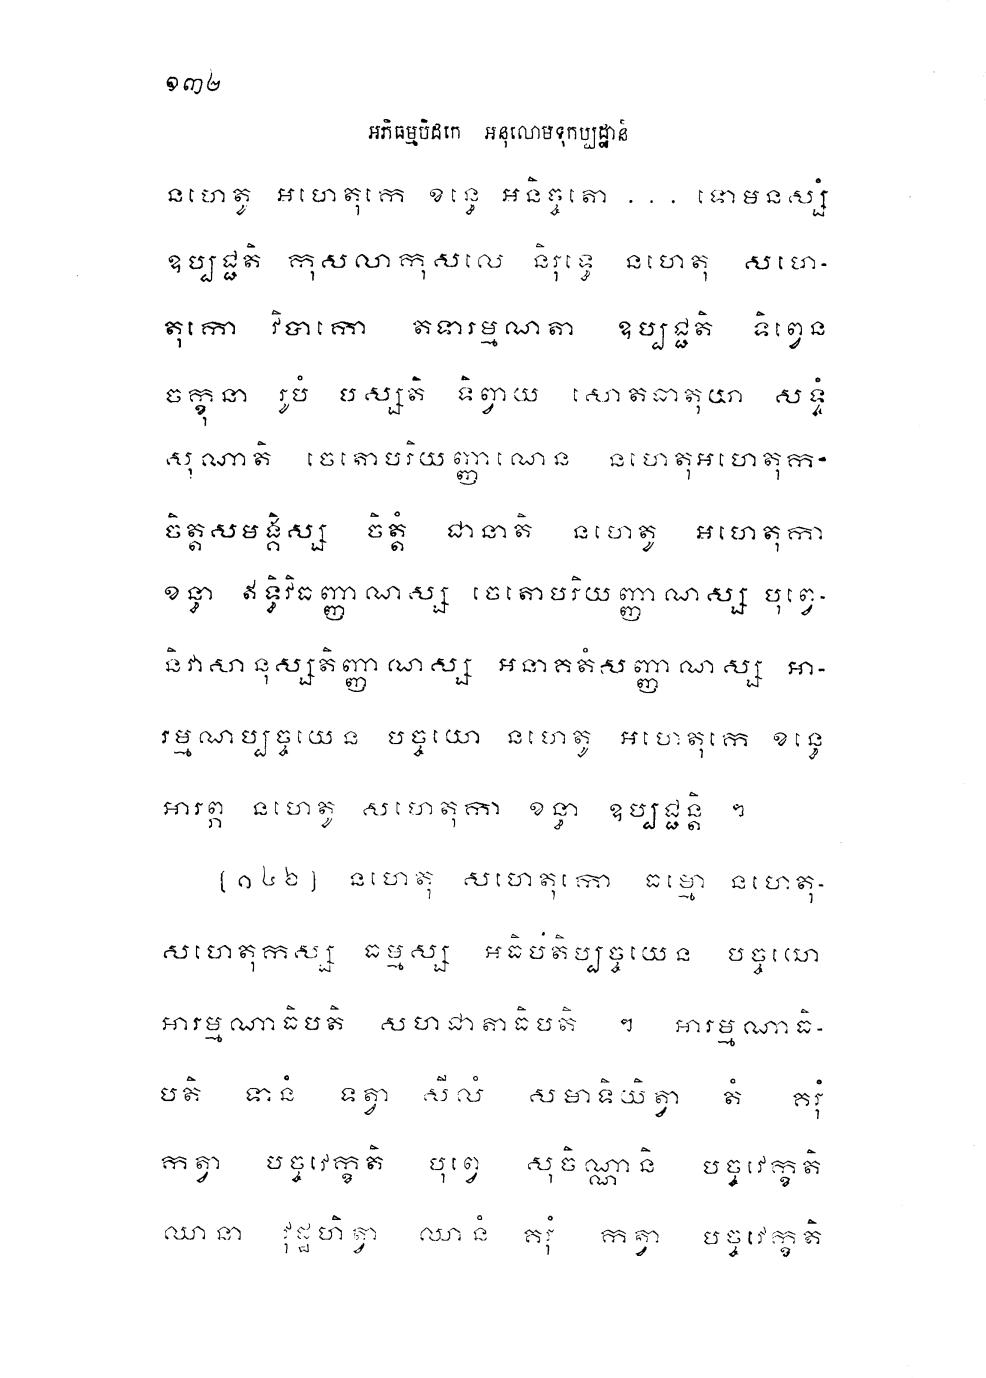 ១៣២
អភិធម្មបិដកេ អនុលោមទុកប្បដ្ឋានំ
នហេតូ អហេតុកេ ខន្ធេ អនិច្ចតោ ... ទោមនស្សំ
ឧប្បជ្ជតិ កុសលាកុសលេ និរុទ្ធេ នហេតុ សហេ-
តុកោ វិបាកោ តទារម្មណតា ឧប្បជ្ជតិ ទិព្វេន
ចក្ខុនា រូបំ បស្សតិ ទិព្វាយ សោតធាតុយា សទ្ទំ
សុណាតិ ចេតោបរិយញ្ញាណេន នហេតុអហេតុក-
ចិត្តសមង្គិស្ស ចិត្តំ ជានាតិ នហេតូ អហេតុកា
ខន្ធា ឥទ្ធិវិធញ្ញាណស្ស ចេតោបរិយញ្ញាណស្ស បុព្វេ-
និវាសានុស្សតិញ្ញាណស្ស អនាគតំសញ្ញាណស្ស អា-
រម្មណប្បច្ចយេន បច្ចយោ នហេតូ អហេតុកេ ខន្ធេ
អារព្ភ នហេតូ សហេតុកា ខន្ធា ឧប្បជ្ជន្តិ ។
[១៤៦] នហេតុ សហេតុកោ ធម្មោ នហេតុ-
សហេតុកស្ស ធម្មស្ស អធិបតិប្បច្ចយេន បច្ចយោ
អារម្មណាធិបតិ សហជាតាធិបតិ ។ អារម្មណាធិ-
បតិ ទានំ ទត្វា សីលំ សមាទិយិត្វា តំ គរុំ
កត្វា បច្ចវេក្ខតិ បុព្វេ សុចិណ្ណានិ បច្ចវេក្ខតិ
ឈានា វុដ្ឋហិត្វា ឈានំ គរុំ កត្វា បច្ចវេក្ខតិ